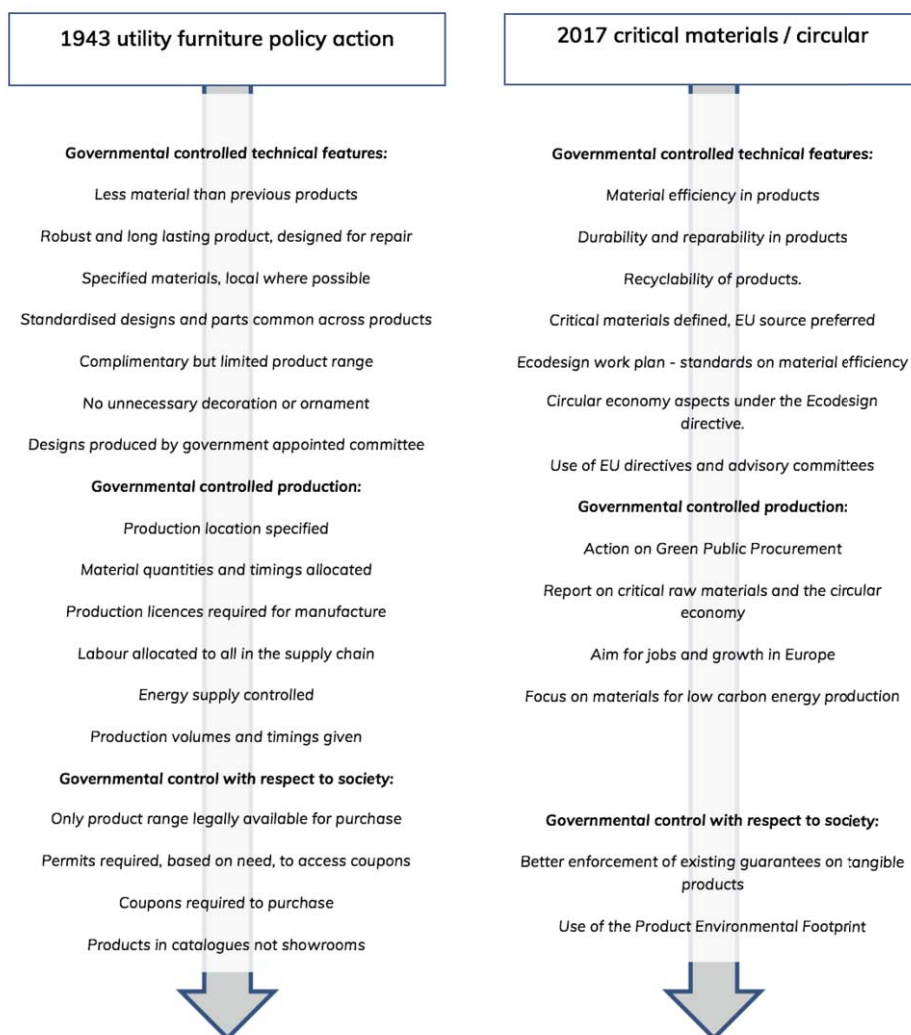 1943 utility furniture policy action
Governmental controlled technical features:
Less material than previous products
Robust and long lasting product, designed for repair
Specified materials, local where possible
Standardised designs and parts common across products
Complimentary but limited product range
No unnecessary decoration or ornament
Designs produced by government appointed committee
Governmental controlled production:
Production location specified
Material quantities and timings allocated
Production licences required for manufacture
Labour allocated to all in the supply chain
Energy supply controlled
Production volumes and timings given
Governmental control with respect to society:
Only product range legally available for purchase
Permits required, based on need, to access coupons
Coupons required to purchase
Products in catalogues not showrooms
2017 critical materials / circular
Governmental controlled technical features:
Material efficiency in products
Durability and reparability in products
Recyclability of products.
Critical materials defined, EU source preferred
Ecodesign work plan - standards on material efficiency
Circular economy aspects under the Ecodesign
directive.
Use of EU directives and advisory committees
Governmental controlled production:
Action on Green Public Procurement
Report on critical raw materials and the circular
economy
Aim for jobs and growth in Europe
Focus on materials for low carbon energy production
Governmental control with respect to society:
Better enforcement of existing guarantees on tangible
products
Use of the Product Environmental Footprint